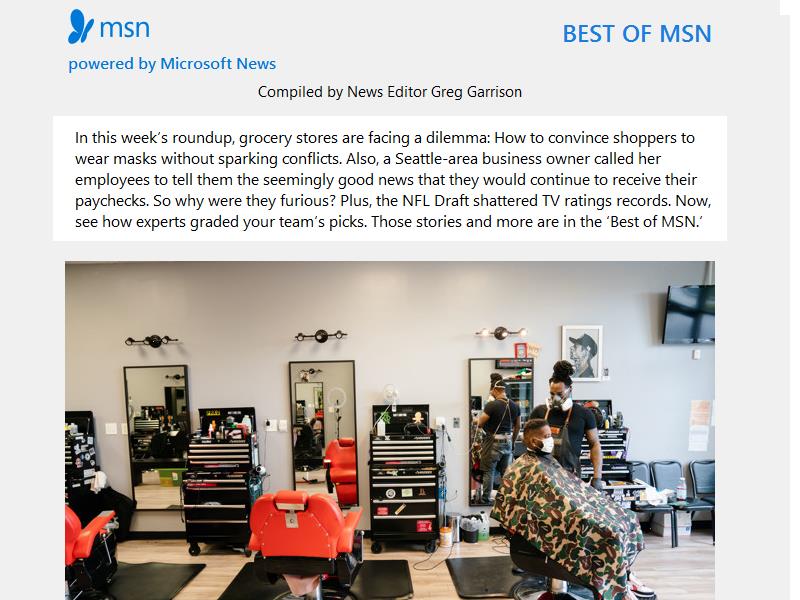 msn
BEST OF MSN
powered by Microsoft News
Compiled by News Editor Greg Garrison
In this week’s roundup, grocery stores are facing a dilemma: How to convince shoppers to
wear masks without sparking conflicts. Also, a Seattle-area business owner called her
employees to tell them the seemingly good news that they would continue to receive their
paychecks. So why were they furious? Plus, the NFL Draft shattered TV ratings records. Now,
see how experts graded your team’s picks. Those stories and more are in the ‘Best of MSN.’